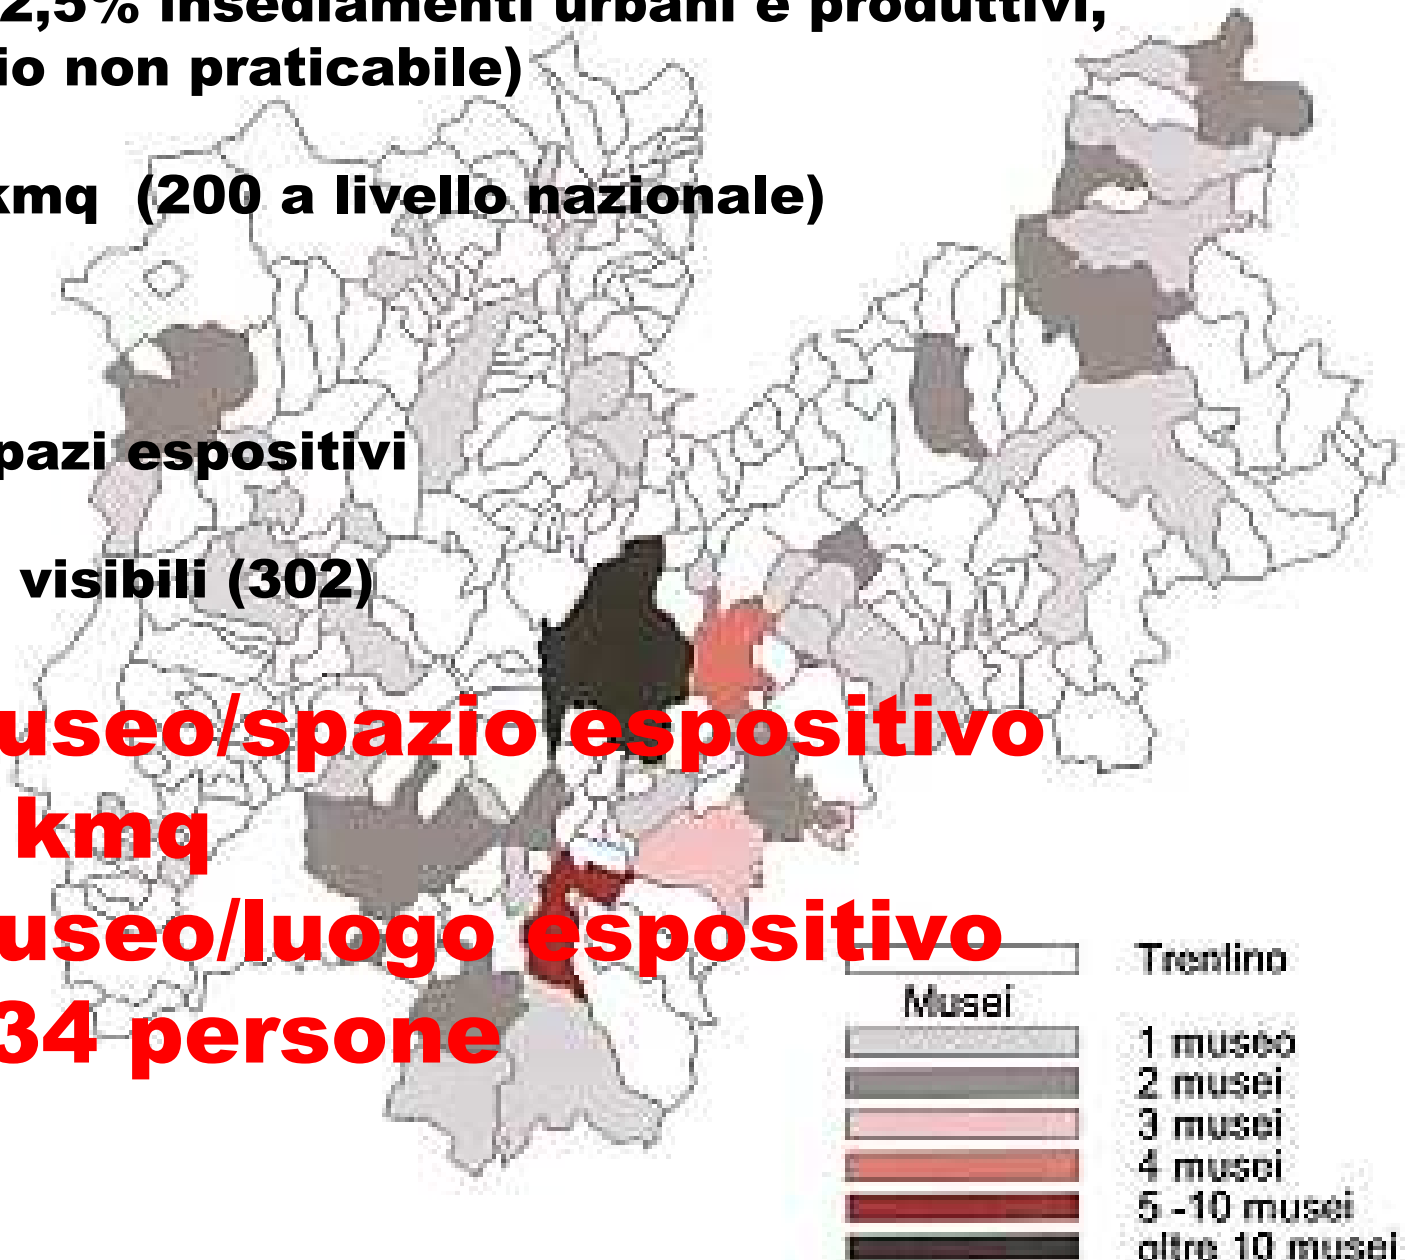 2,5% insediamenti urbani e produttivi,
io non praticabile)
kmq (200 a livello nazionale)
pazi espositivi
visibili (302)
useo/spazio espositivo
kmq
useo/luogo espositivo
34 persone
Trentino
Musei
1 museo
2 musei
3 musei
4 musei
5 -10 musei
oltre 10 musei